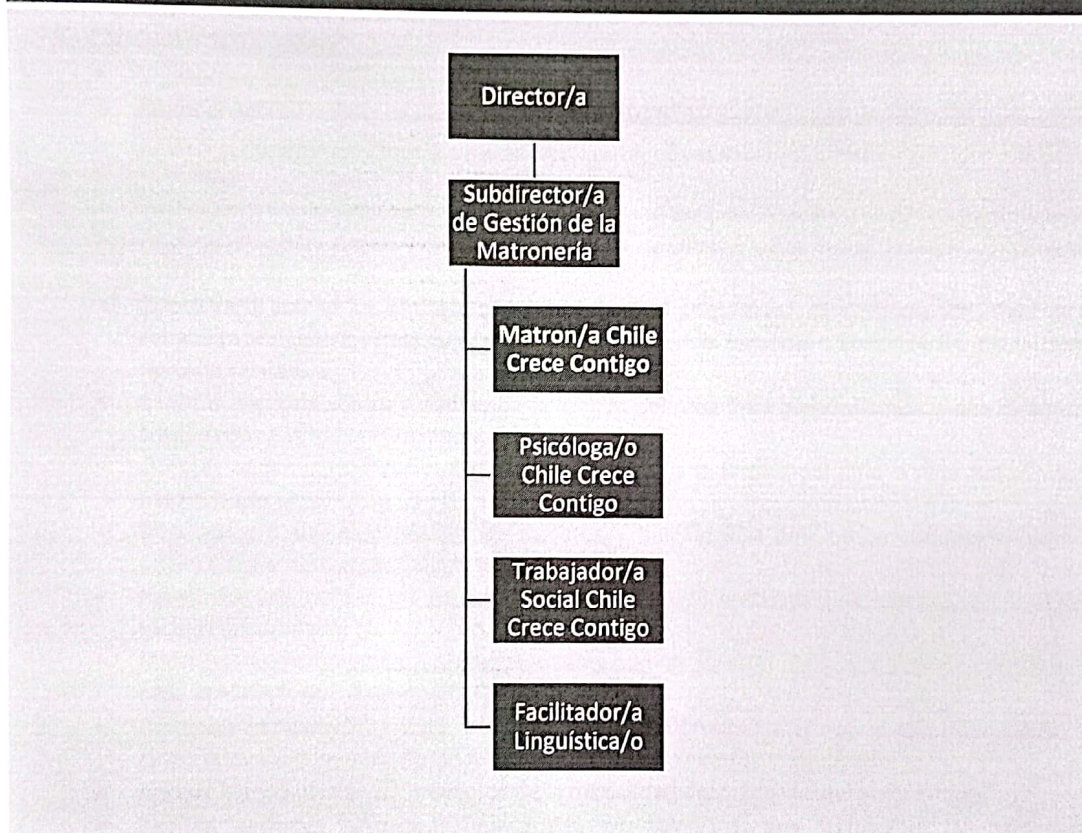 Director/a
Subdirector/a
de Gestión de la
Matronería
Matron/a Chile
Crece Contigo
Psicóloga/o
Chile Crece
Contigo
Trabajador/a
Social Chile
Crece Contigo
Facilitador/a
Linguística/o